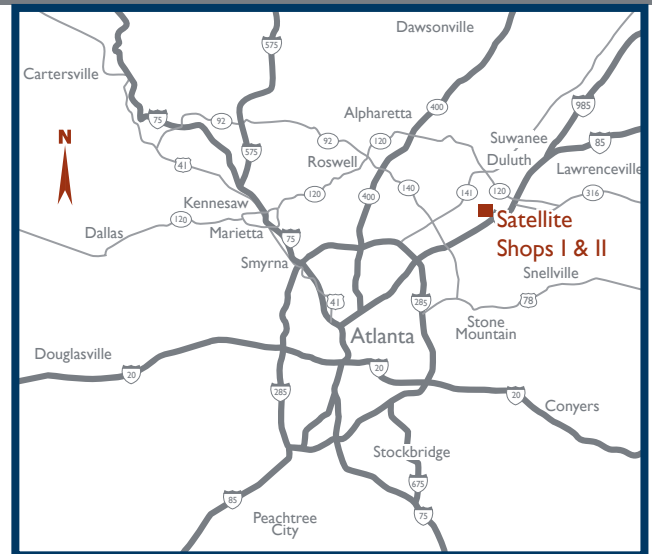 Dawsonville
575
Cartersville
985
400
Alpharetta
75
92
92
120
Suwanee
85
575
Roswell
Duluth
41
Lawrenceville
N
120
400
140
141
120
316
Kennesaw
120
Marietta
Dallas
75
Satellite
Shops I & II
Smyrna
Snellville
41
285
78
Stone
Mountain
Atlanta
Douglasville
20
20
285
20
Conyers
Stockbridge
675
85
75
Peachtree
City